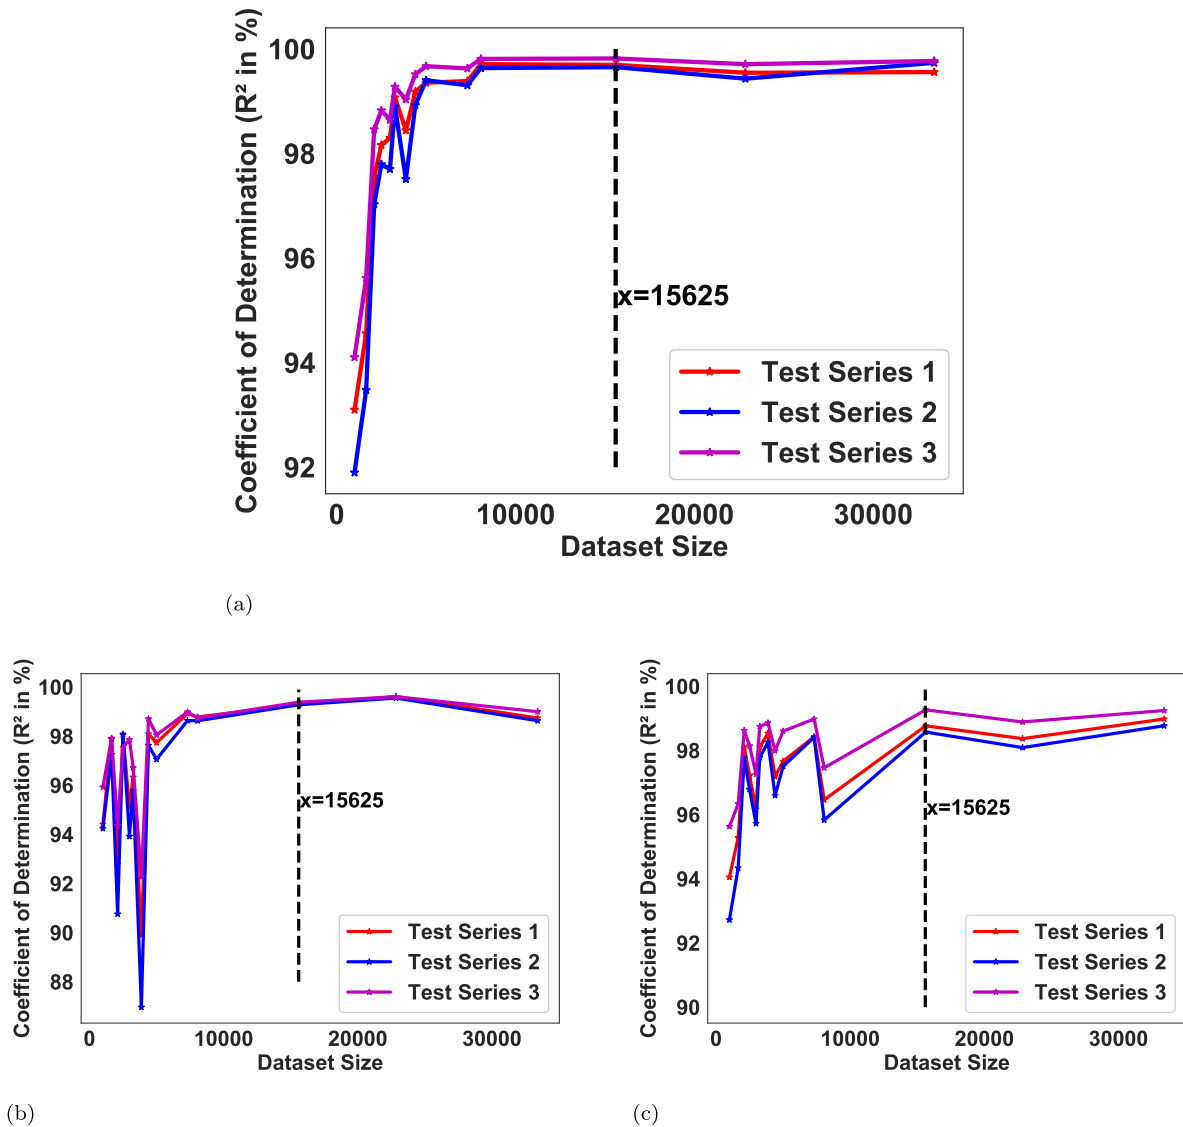 Coefficient of Determination (R² in %)
100
98
96
94
92
x=15625
Test Series 1
Test Series 2
Test Series 3
0 10000 20000 30000
Dataset Size
(a)
Coefficient of Determination (R² in %)
100
98
96
94
92
90
88
x=15625
Test Series 1
Test Series 2
Test Series 3
0 10000 20000 30000
Dataset Size
(b)
Coefficient of Determination (R² in %)
100
98
96
94
92
90
x=15625
Test Series 1
Test Series 2
Test Series 3
0 10000 20000 30000
Dataset Size
(c)